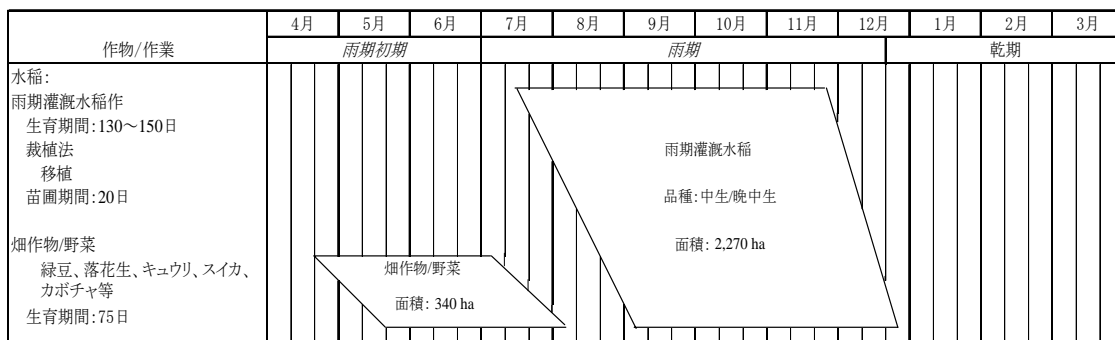 4月 5月 6月 7月 8月 9月 10月 11月 12月 1月 2月 3月
作物/作業 雨期初期 雨期 乾期
水稲:
雨期灌漑水稲作
生育期間:130～150日
裁植法
移植
苗圃期間:20日
畑作物/野菜
緑豆、落花生、キュウリ、スイカ、
カボチャ等
生育期間:75日
雨期灌漑水稲
品種:中生/晩中生
面積: 2,270 ha
畑作物/野菜
面積: 340 ha